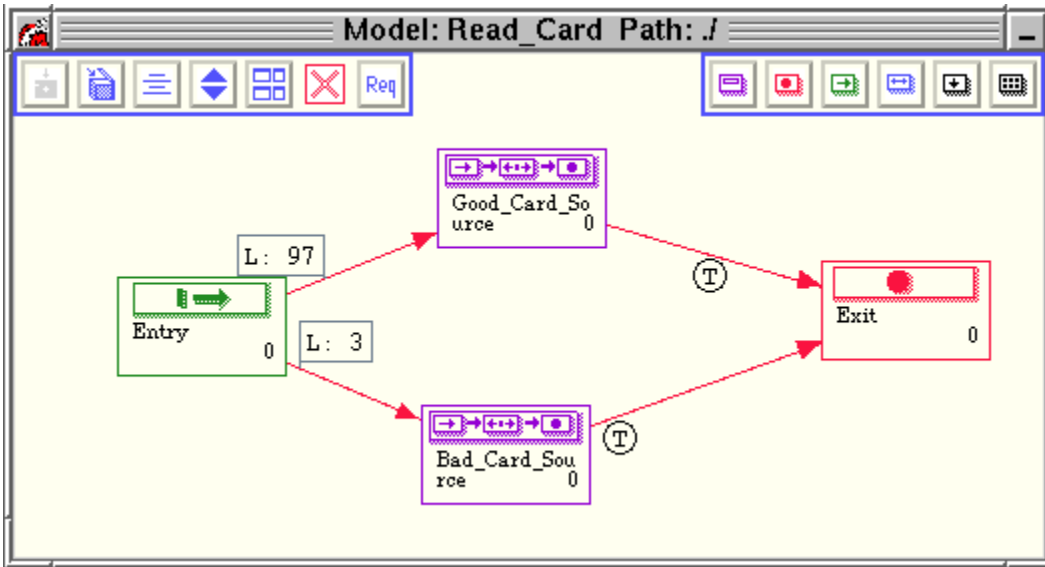 Model: Read_Card Path: ./
Req
Good_Card_So
urce 0
L: 97
T
Entry
0
Exit
0
L: 3
T
Bad_Card_Sou
rce 0